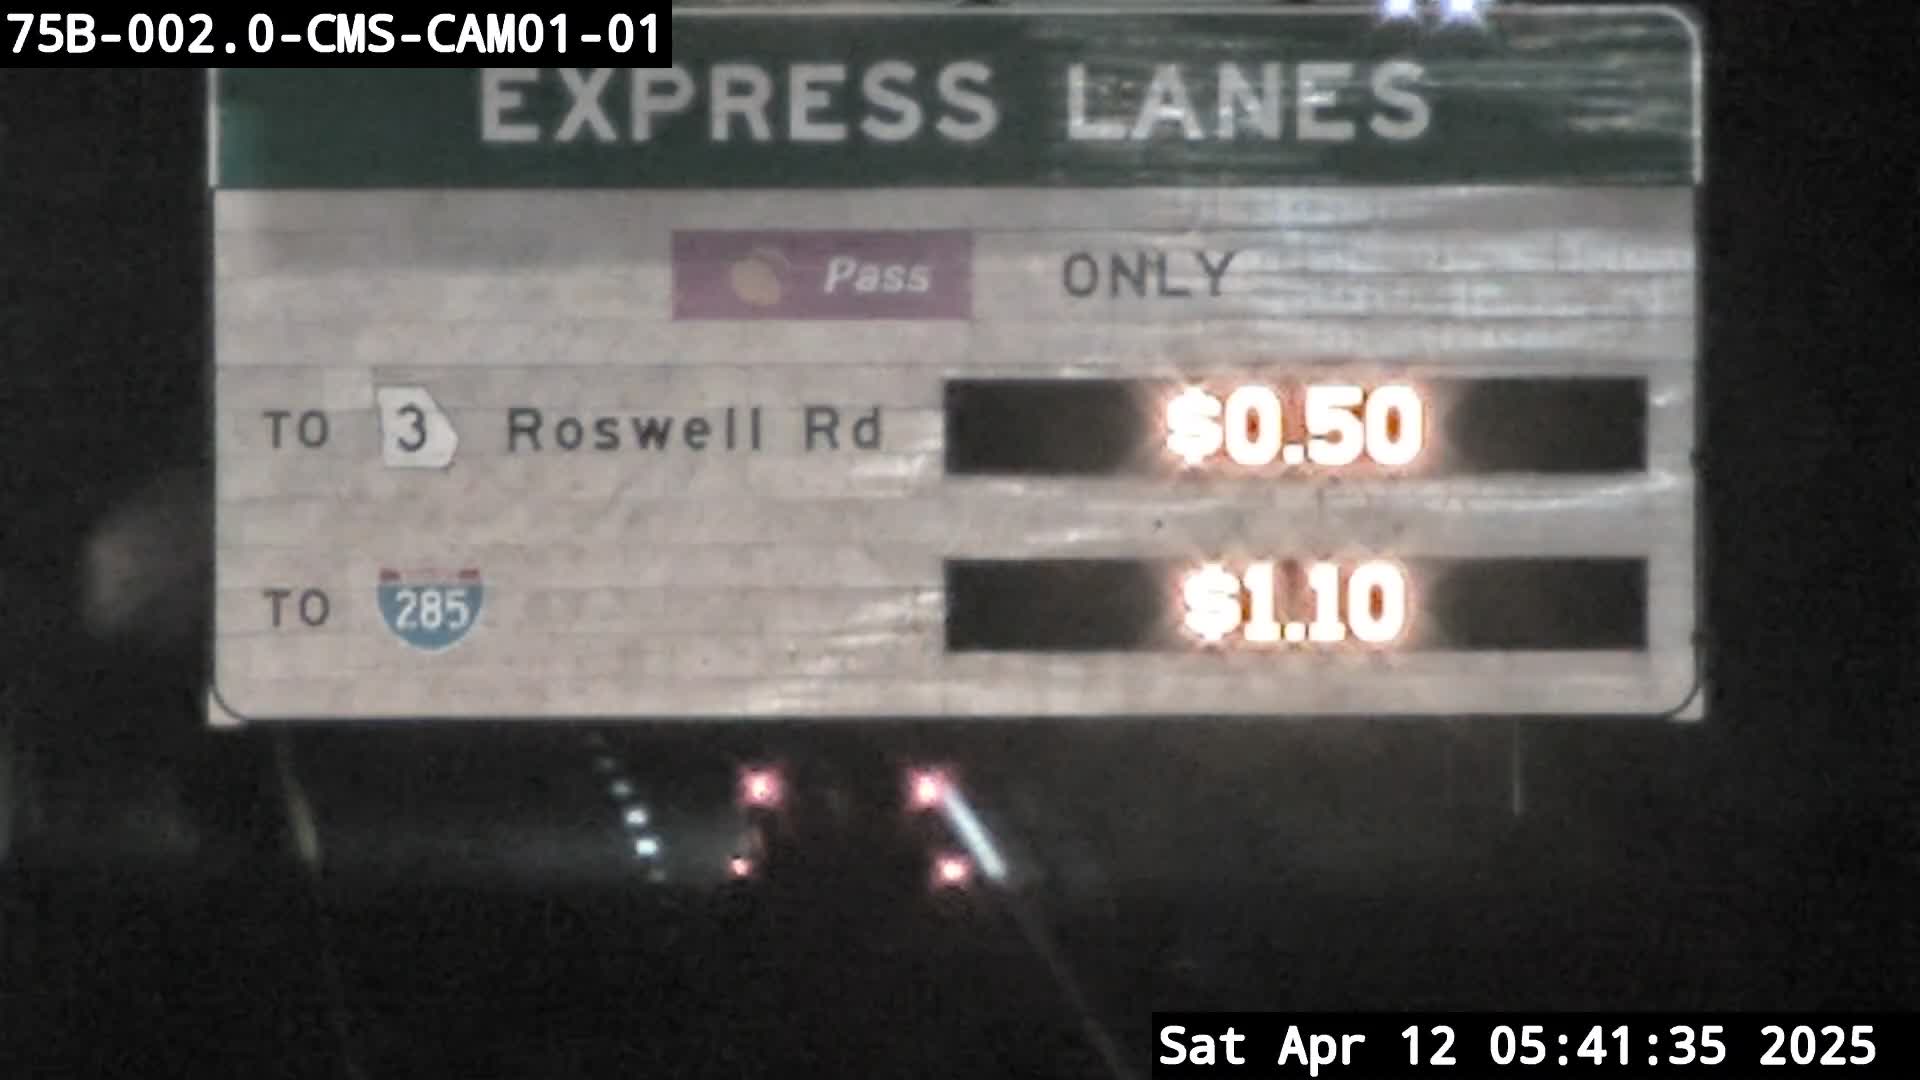 75B-002.0-CMS-CAM01-01
EXPRESS LANES
Pass ONLY
TO 3 Roswell Rd $0.50
TO 285 $1.10
Sat Apr 12 05:41:35 2025